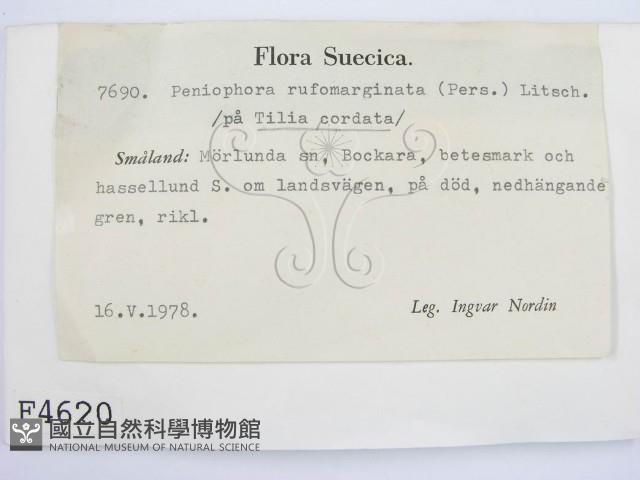 Flora Suecica.
7690. Peniophora rufomarginata (Pers.) Litsch.
/på Tilia cordata/
Småland: Mörlunda sn, Bockara, betesmark och
hassellund S. om landsvägen, på död, nedhängande
gren, rikl.
16.V.1978. Leg. Ingvar Nordin
F4620
國立自然科學博物館
NATIONAL MUSEUM OF NATURAL SCIENCE